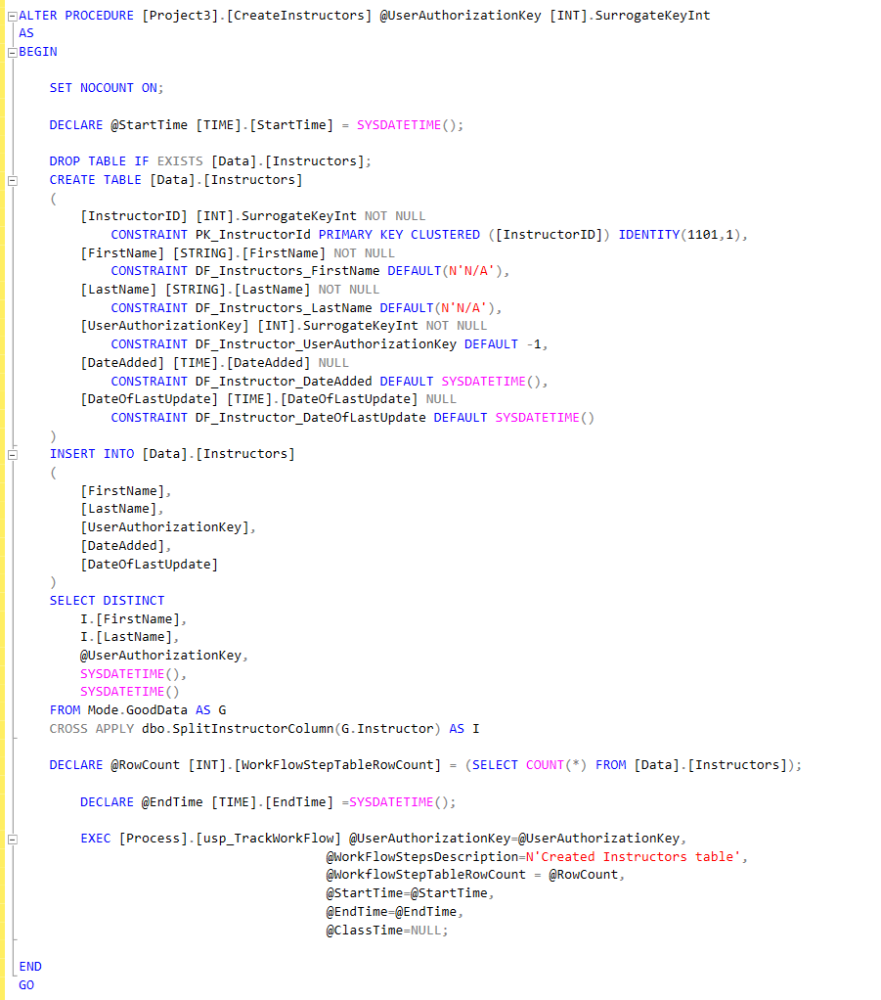 ALTER PROCEDURE [Project3].[CreateInstructors] @UserAuthorizationKey [INT].SurrogateKeyInt
AS
BEGIN
SET NOCOUNT ON;
DECLARE @StartTime [TIME].[StartTime] = SYSDATETIME();
DROP TABLE IF EXISTS [Data].[Instructors];
CREATE TABLE [Data].[Instructors]
(
[InstructorID] [INT].SurrogateKeyInt NOT NULL
CONSTRAINT PK_InstructorId PRIMARY KEY CLUSTERED ([InstructorID]) IDENTITY(1101,1),
[FirstName] [STRING].[FirstName] NOT NULL
CONSTRAINT DF_Instructors_FirstName DEFAULT(N'N/A'),
[LastName] [STRING].[LastName] NOT NULL
CONSTRAINT DF_Instructors_LastName DEFAULT(N'N/A'),
[UserAuthorizationKey] [INT].SurrogateKeyInt NOT NULL
CONSTRAINT DF_Instructor_UserAuthorizationKey DEFAULT -1,
[DateAdded] [TIME].[DateAdded] NULL
CONSTRAINT DF_Instructor_DateAdded DEFAULT SYSDATETIME(),
[DateOfLastUpdate] [TIME].[DateOfLastUpdate] NULL
CONSTRAINT DF_Instructor_DateOfLastUpdate DEFAULT SYSDATETIME()
)
INSERT INTO [Data].[Instructors]
(
[FirstName],
[LastName],
[UserAuthorizationKey],
[DateAdded],
[DateOfLastUpdate]
)
SELECT DISTINCT
I.[FirstName],
I.[LastName],
@UserAuthorizationKey,
SYSDATETIME(),
SYSDATETIME()
FROM Mode.GoodData AS G
CROSS APPLY dbo.SplitInstructorColumn(G.Instructor) AS I
DECLARE @RowCount [INT].[WorkFlowStepTableRowCount] = (SELECT COUNT(*) FROM [Data].[Instructors]);
DECLARE @EndTime [TIME].[EndTime] =SYSDATETIME();
EXEC [Process].[usp_TrackWorkFlow] @UserAuthorizationKey=@UserAuthorizationKey,
@WorkFlowStepsDescription=N'Created Instructors table',
@WorkflowStepTableRowCount = @RowCount,
@StartTime=@StartTime,
@EndTime=@EndTime,
@ClassTime=NULL;
END
GO